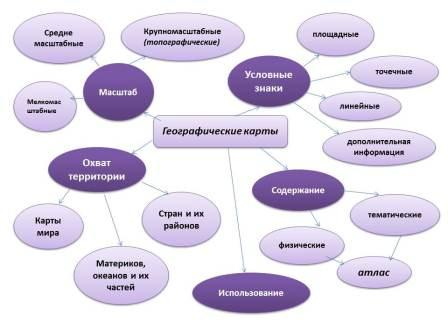 Средне
масштабные
Крупномасштабные
(топографические)
Масштаб
Мелкомас
штабные
Условные
знаки
площадные
точечные
линейные
дополнительная
информация
Географические карты
Охват
территории
Карты
мира
Материков,
океанов и их
частей
Стран и их
районов
Содержание
тематические
физические
атлас
Использование